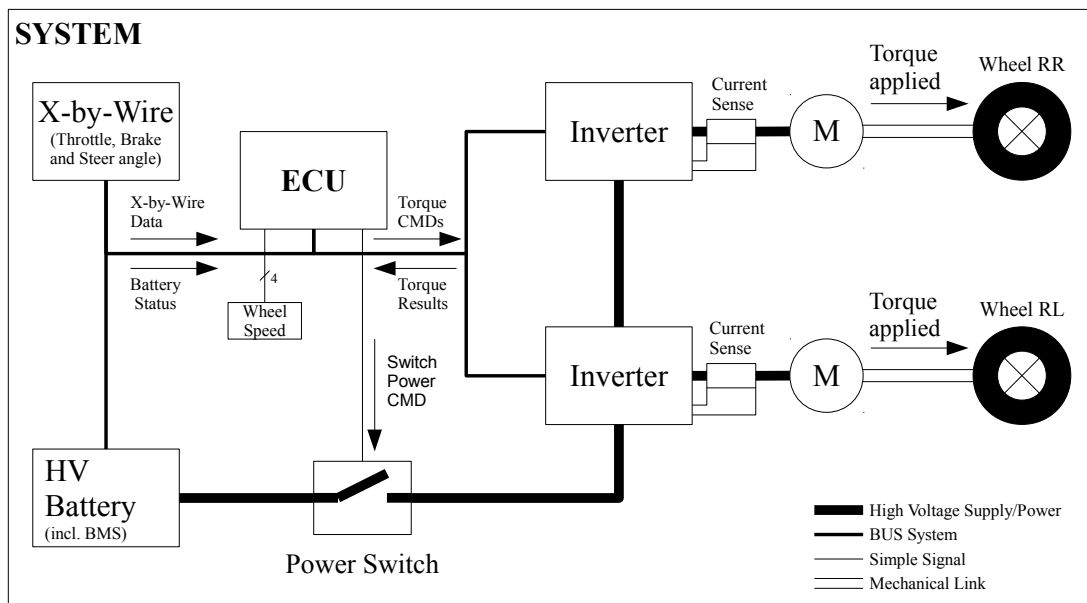 SYSTEM
X-by-Wire
(Throttle, Brake
and Steer angle)
ECU
X-by-Wire
Data
Battery
Status
4
Wheel
Speed
Torque
CMDs
Torque
Results
Switch
Power
CMD
HV
Battery
(incl. BMS)
Power Switch
Inverter
Current
Sense
M
Torque
applied
Wheel RR
Inverter
Current
Sense
M
Torque
applied
Wheel RL
High Voltage Supply/Power
BUS System
Simple Signal
Mechanical Link